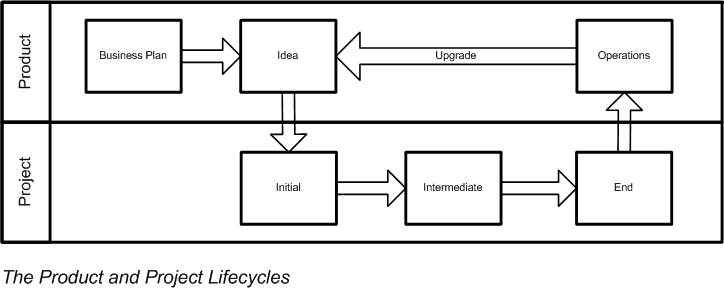 Product
Business Plan
Idea
Upgrade
Operations
Project
Initial
Intermediate
End
The Product and Project Lifecycles